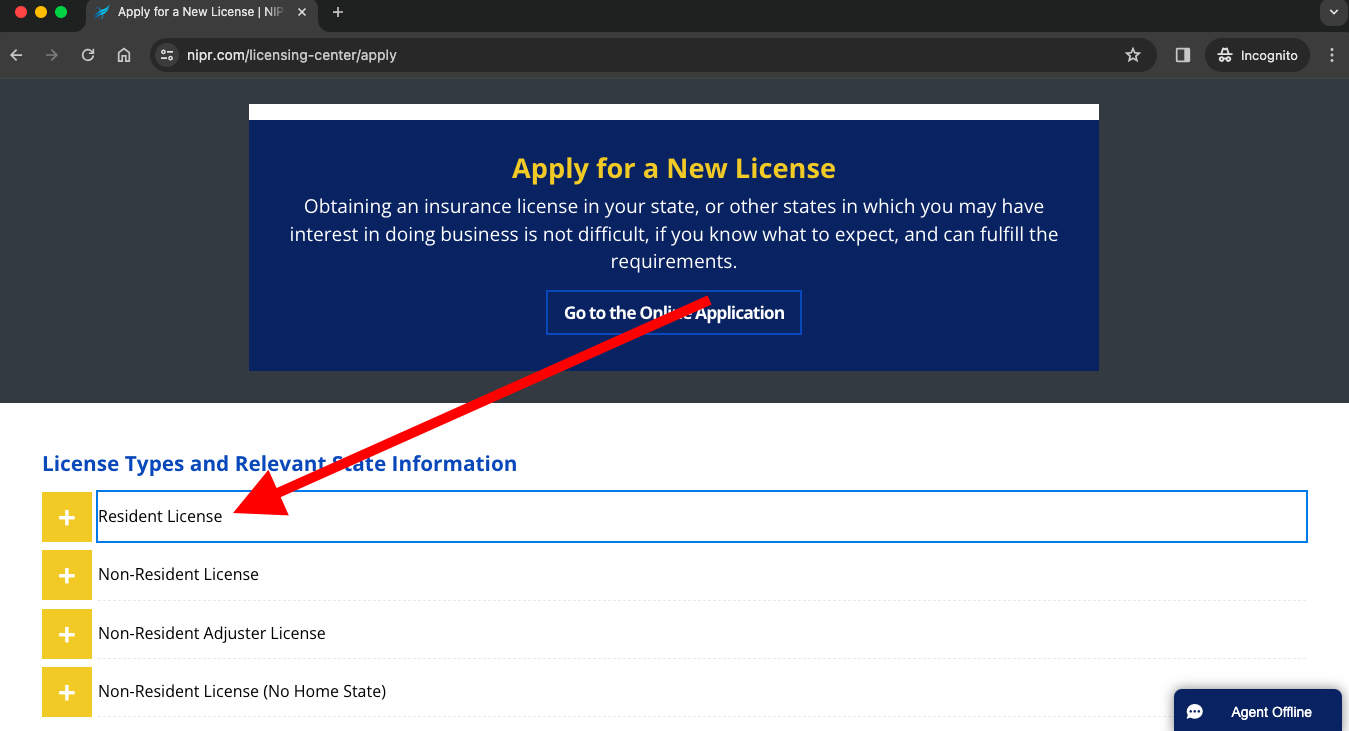 Apply for a New License | NIP
nipr.com/licensing-center/apply
Incognito
Apply for a New License
Obtaining an insurance license in your state, or other states in which you may have
interest in doing business is not difficult, if you know what to expect, and can fulfill the
requirements.
Go to the Online Application
License Types and Relevant State Information
Resident License
Non-Resident License
Non-Resident Adjuster License
Non-Resident License (No Home State)
Agent Offline